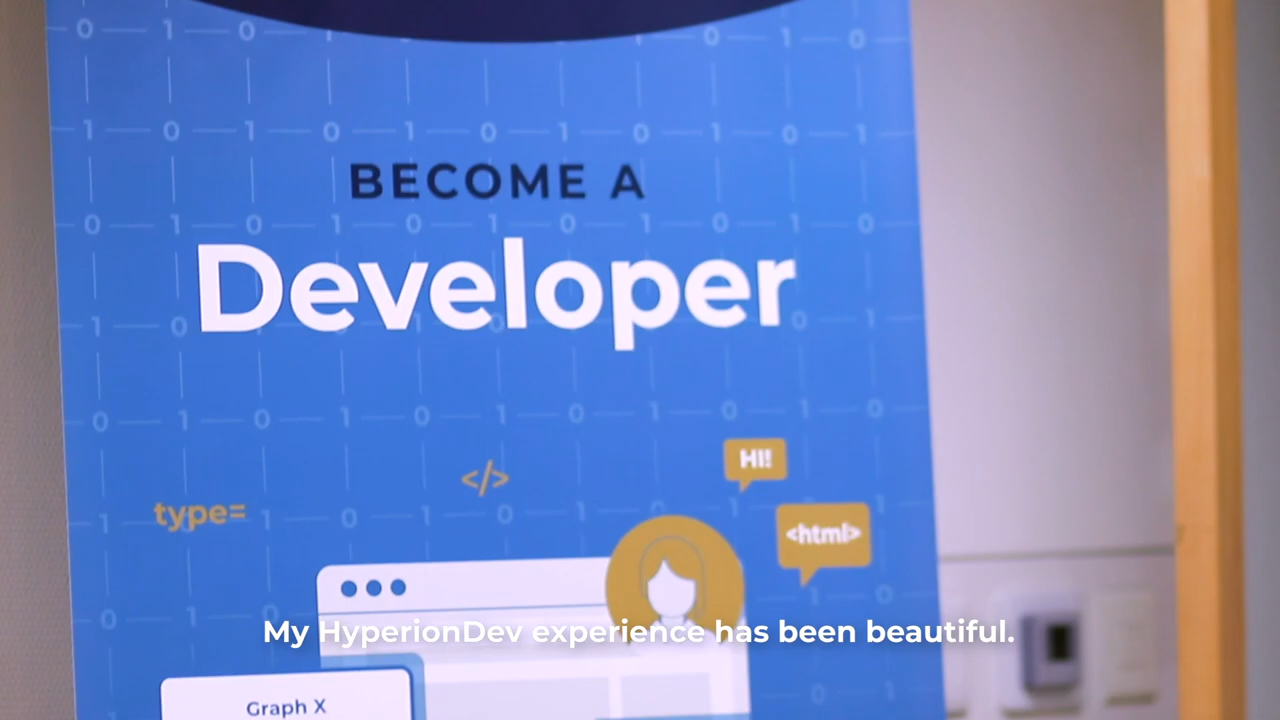 BECOME A
Developer
HI!
</>
type=
<html>
My HyperionDev experience has been beautiful.
Graph X